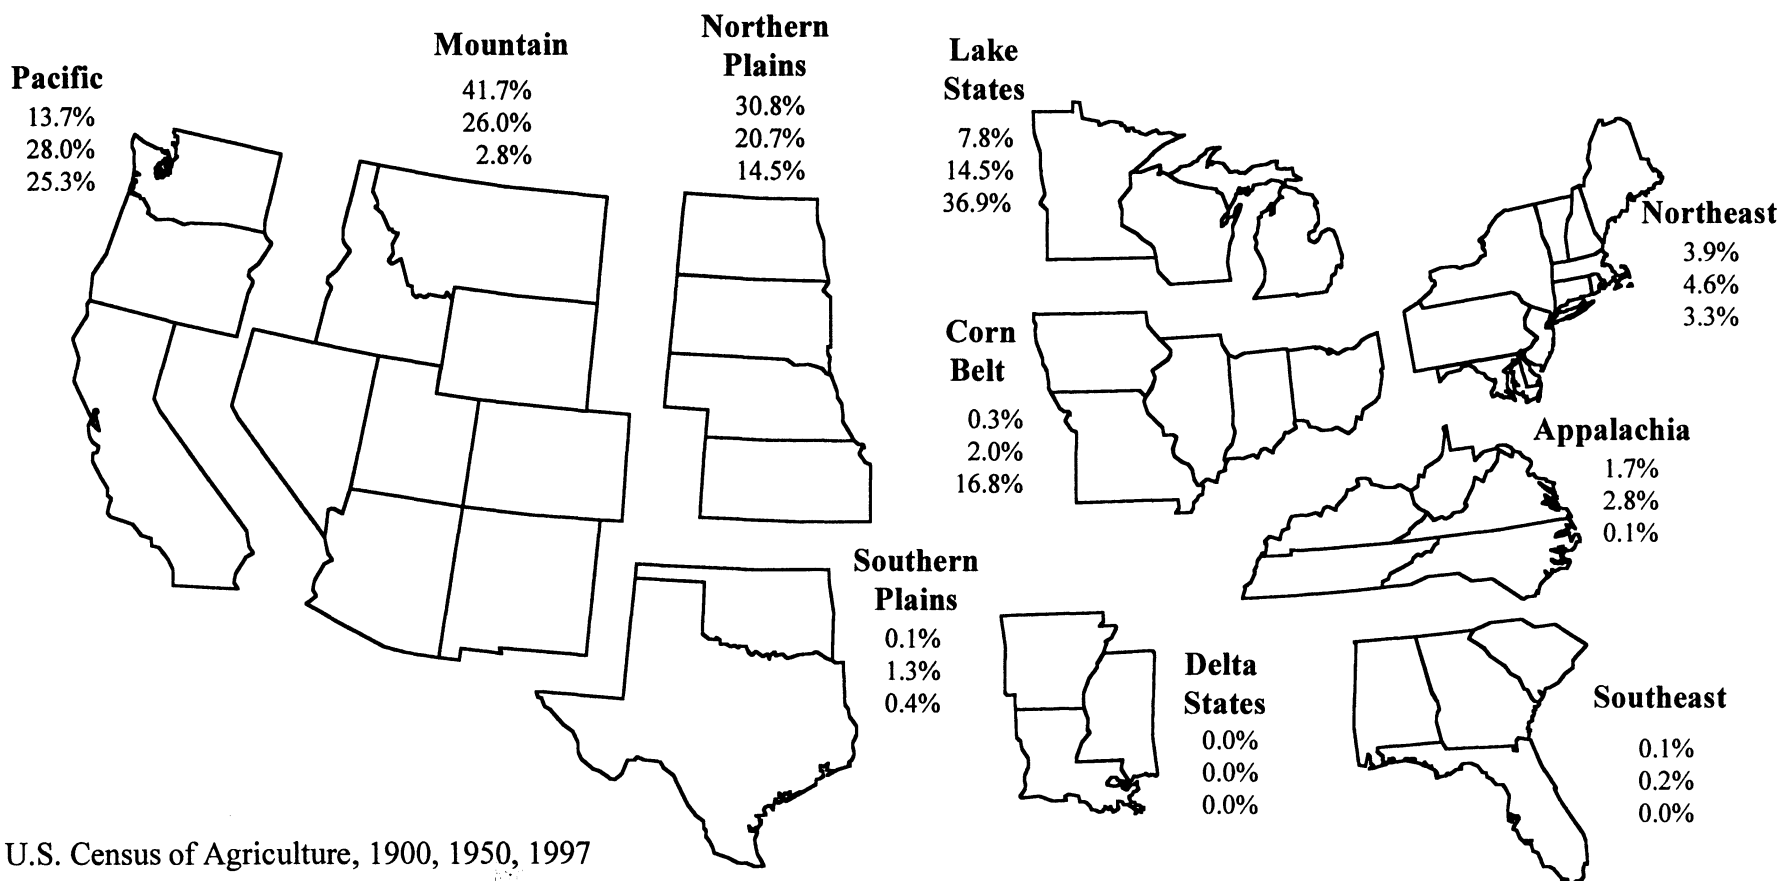 Pacific
13.7%
28.0%
25.3%
Mountain
41.7%
26.0%
2.8%
Northern
Plains
30.8%
20.7%
14.5%
Lake
States
7.8%
14.5%
36.9%
Northeast
3.9%
4.6%
3.3%
Corn
Belt
0.3%
2.0%
16.8%
Appalachia
1.7%
2.8%
0.1%
Southern
Plains
0.1%
1.3%
0.4%
Delta
States
0.0%
0.0%
0.0%
Southeast
0.1%
0.2%
0.0%
U.S. Census of Agriculture, 1900, 1950, 1997